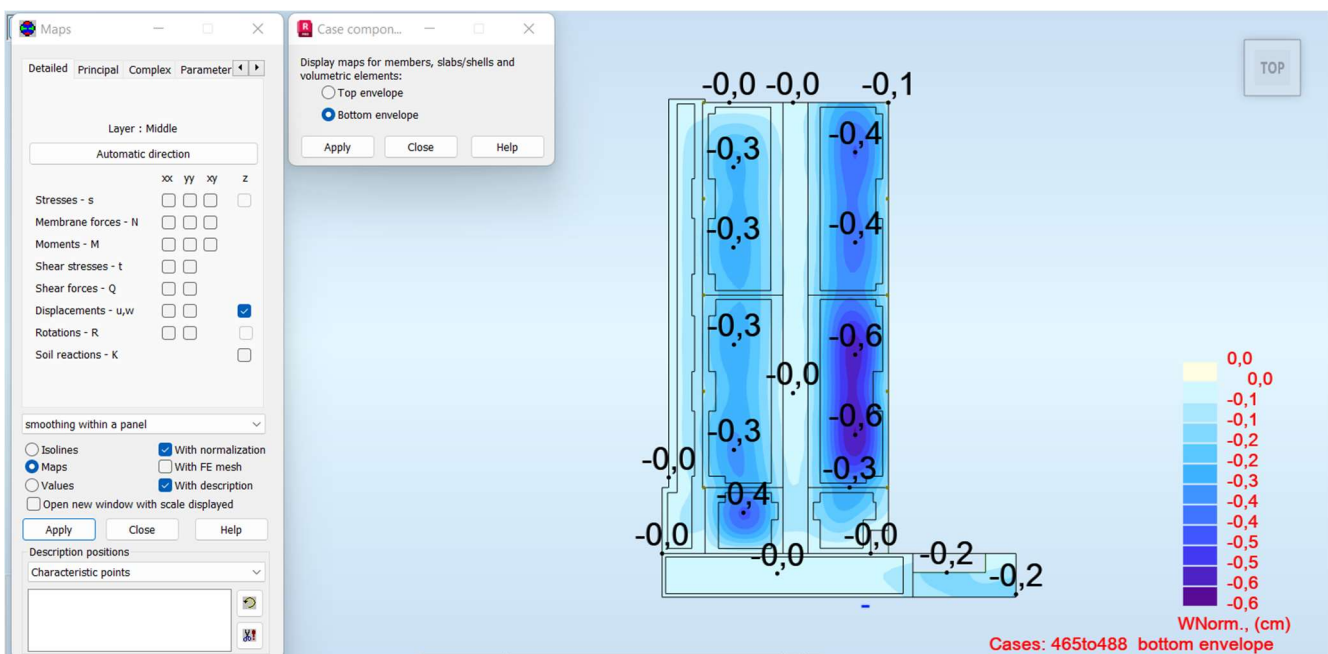 Maps
Detailed Principal Complex Parameter
Layer : Middle
Automatic direction
xx yy xy z
Stresses - s
Membrane forces - N
Moments - M
Shear stresses - t
Shear forces - Q
Displacements - u,w
Rotations - R
Soil reactions - K
smoothing within a panel
Isolines
With normalization
Maps
With FE mesh
Values
With description
Open new window with scale displayed
Apply Close Help
Description positions
Characteristic points
Case compon...
Display maps for members, slabs/shells and
volumetric elements:
Top envelope
Bottom envelope
Apply Close Help
TOP
-0,0 -0,0 -0,1
-0,3 -0,4
-0,3 -0,4
-0,3 -0,6
-0,0
-0,3 -0,6
-0,0 -0,3
-0,4
-0,0 -0,0
-0,0 -0,2
-0,2
-
0,0
0,0
-0,1
-0,1
-0,2
-0,2
-0,3
-0,4
-0,4
-0,5
-0,5
-0,6
-0,6
WNorm., (cm)
Cases: 465to488 bottom envelope